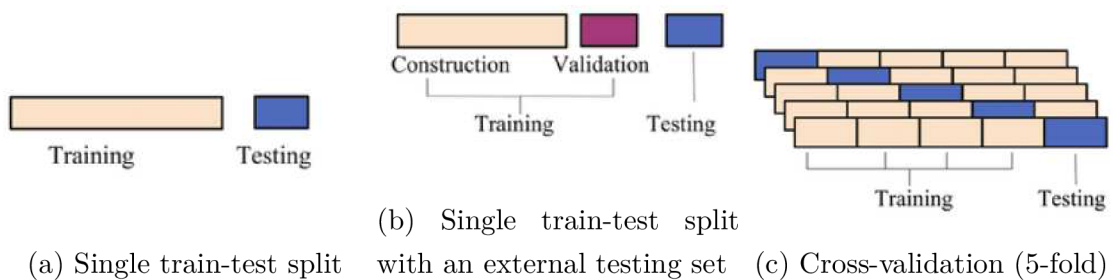 Training
Testing
Construction
Validation
Training
Testing
Training
Testing
(a) Single train-test split
(b) Single train-test split
with an external testing set
(c) Cross-validation (5-fold)